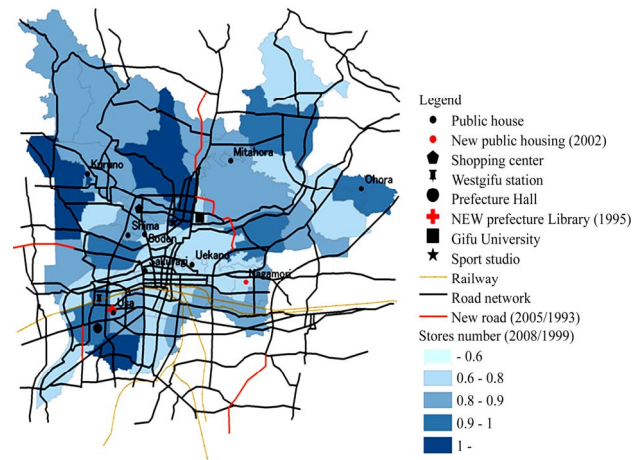 Kurono
Mitahora
Ohora
Shima
Soden
Sakuragi
Uekano
Nagamori
Usa
Legend
Public house
New public housing (2002)
Shopping center
Westgifu station
Prefecture Hall
NEW prefecture Library (1995)
Gifu University
Sport studio
Railway
Road network
New road (2005/1993)
Stores number (2008/1999)
- 0.6
0.6 - 0.8
0.8 - 0.9
0.9 - 1
1 -